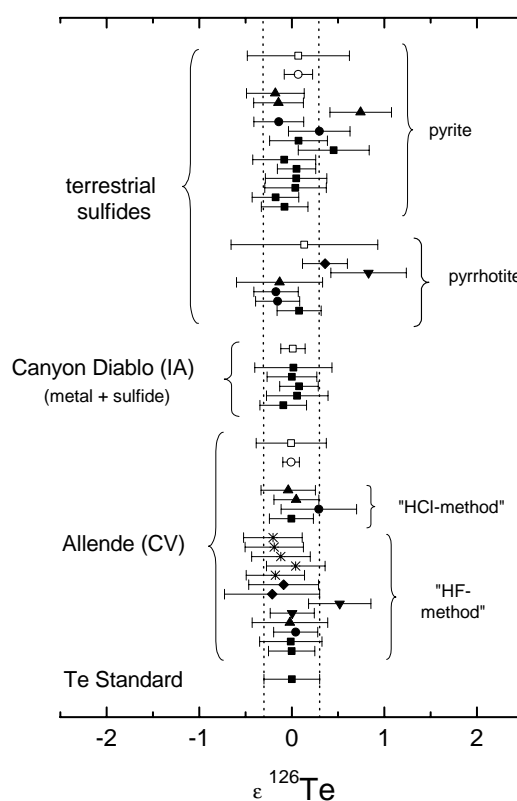 pyrite
terrestrial
sulfides
pyrrhotite
Canyon Diablo (IA)
(metal + sulfide)
"HCl-method"
Allende (CV)
"HF-
method"
Te Standard
-2 -1 0 1 2
ε ¹²⁶Te